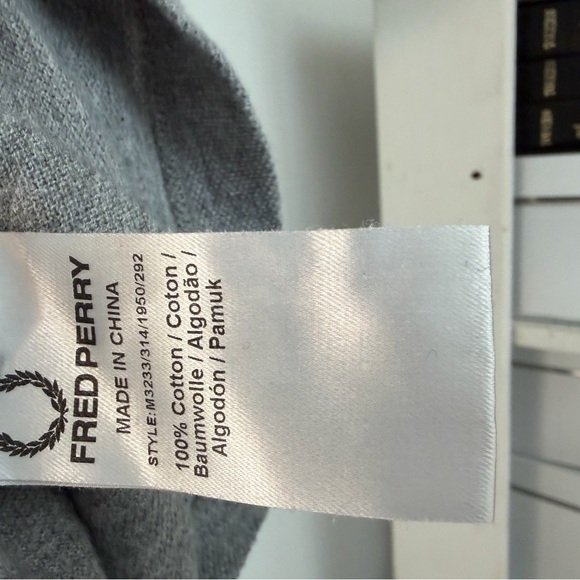 FRED PERRY
MADE IN CHINA
STYLE: M3233/314/1950/292
100% Cotton / Coton /
Baumwolle / Algodão /
Algodón / Pamuk